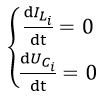 dI_{L_i}/dt = 0
dU_{C_i}/dt = 0